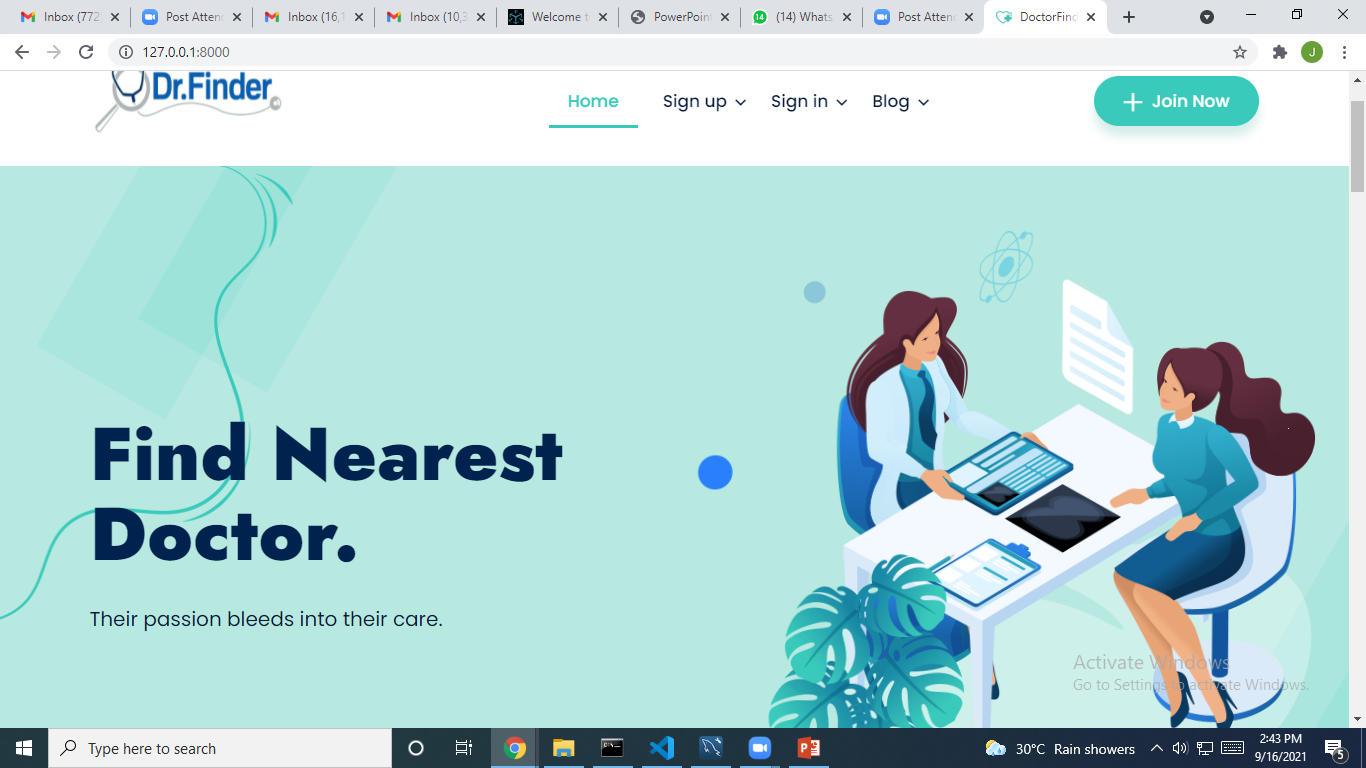 Inbox (772
Post Atten
Inbox (16,1
Inbox (10,3
Welcome t
PowerPoin
(14) Whats
Post Atten
DoctorFin
127.0.0.1:8000
J
Dr.Finder
Home
Sign up
Sign in
Blog
Join Now
Find Nearest
Doctor.
Their passion bleeds into their care.
Activate Windows
Go to Settings to activate Windows.
Type here to search
30°C Rain showers
2:43 PM
9/16/2021
5